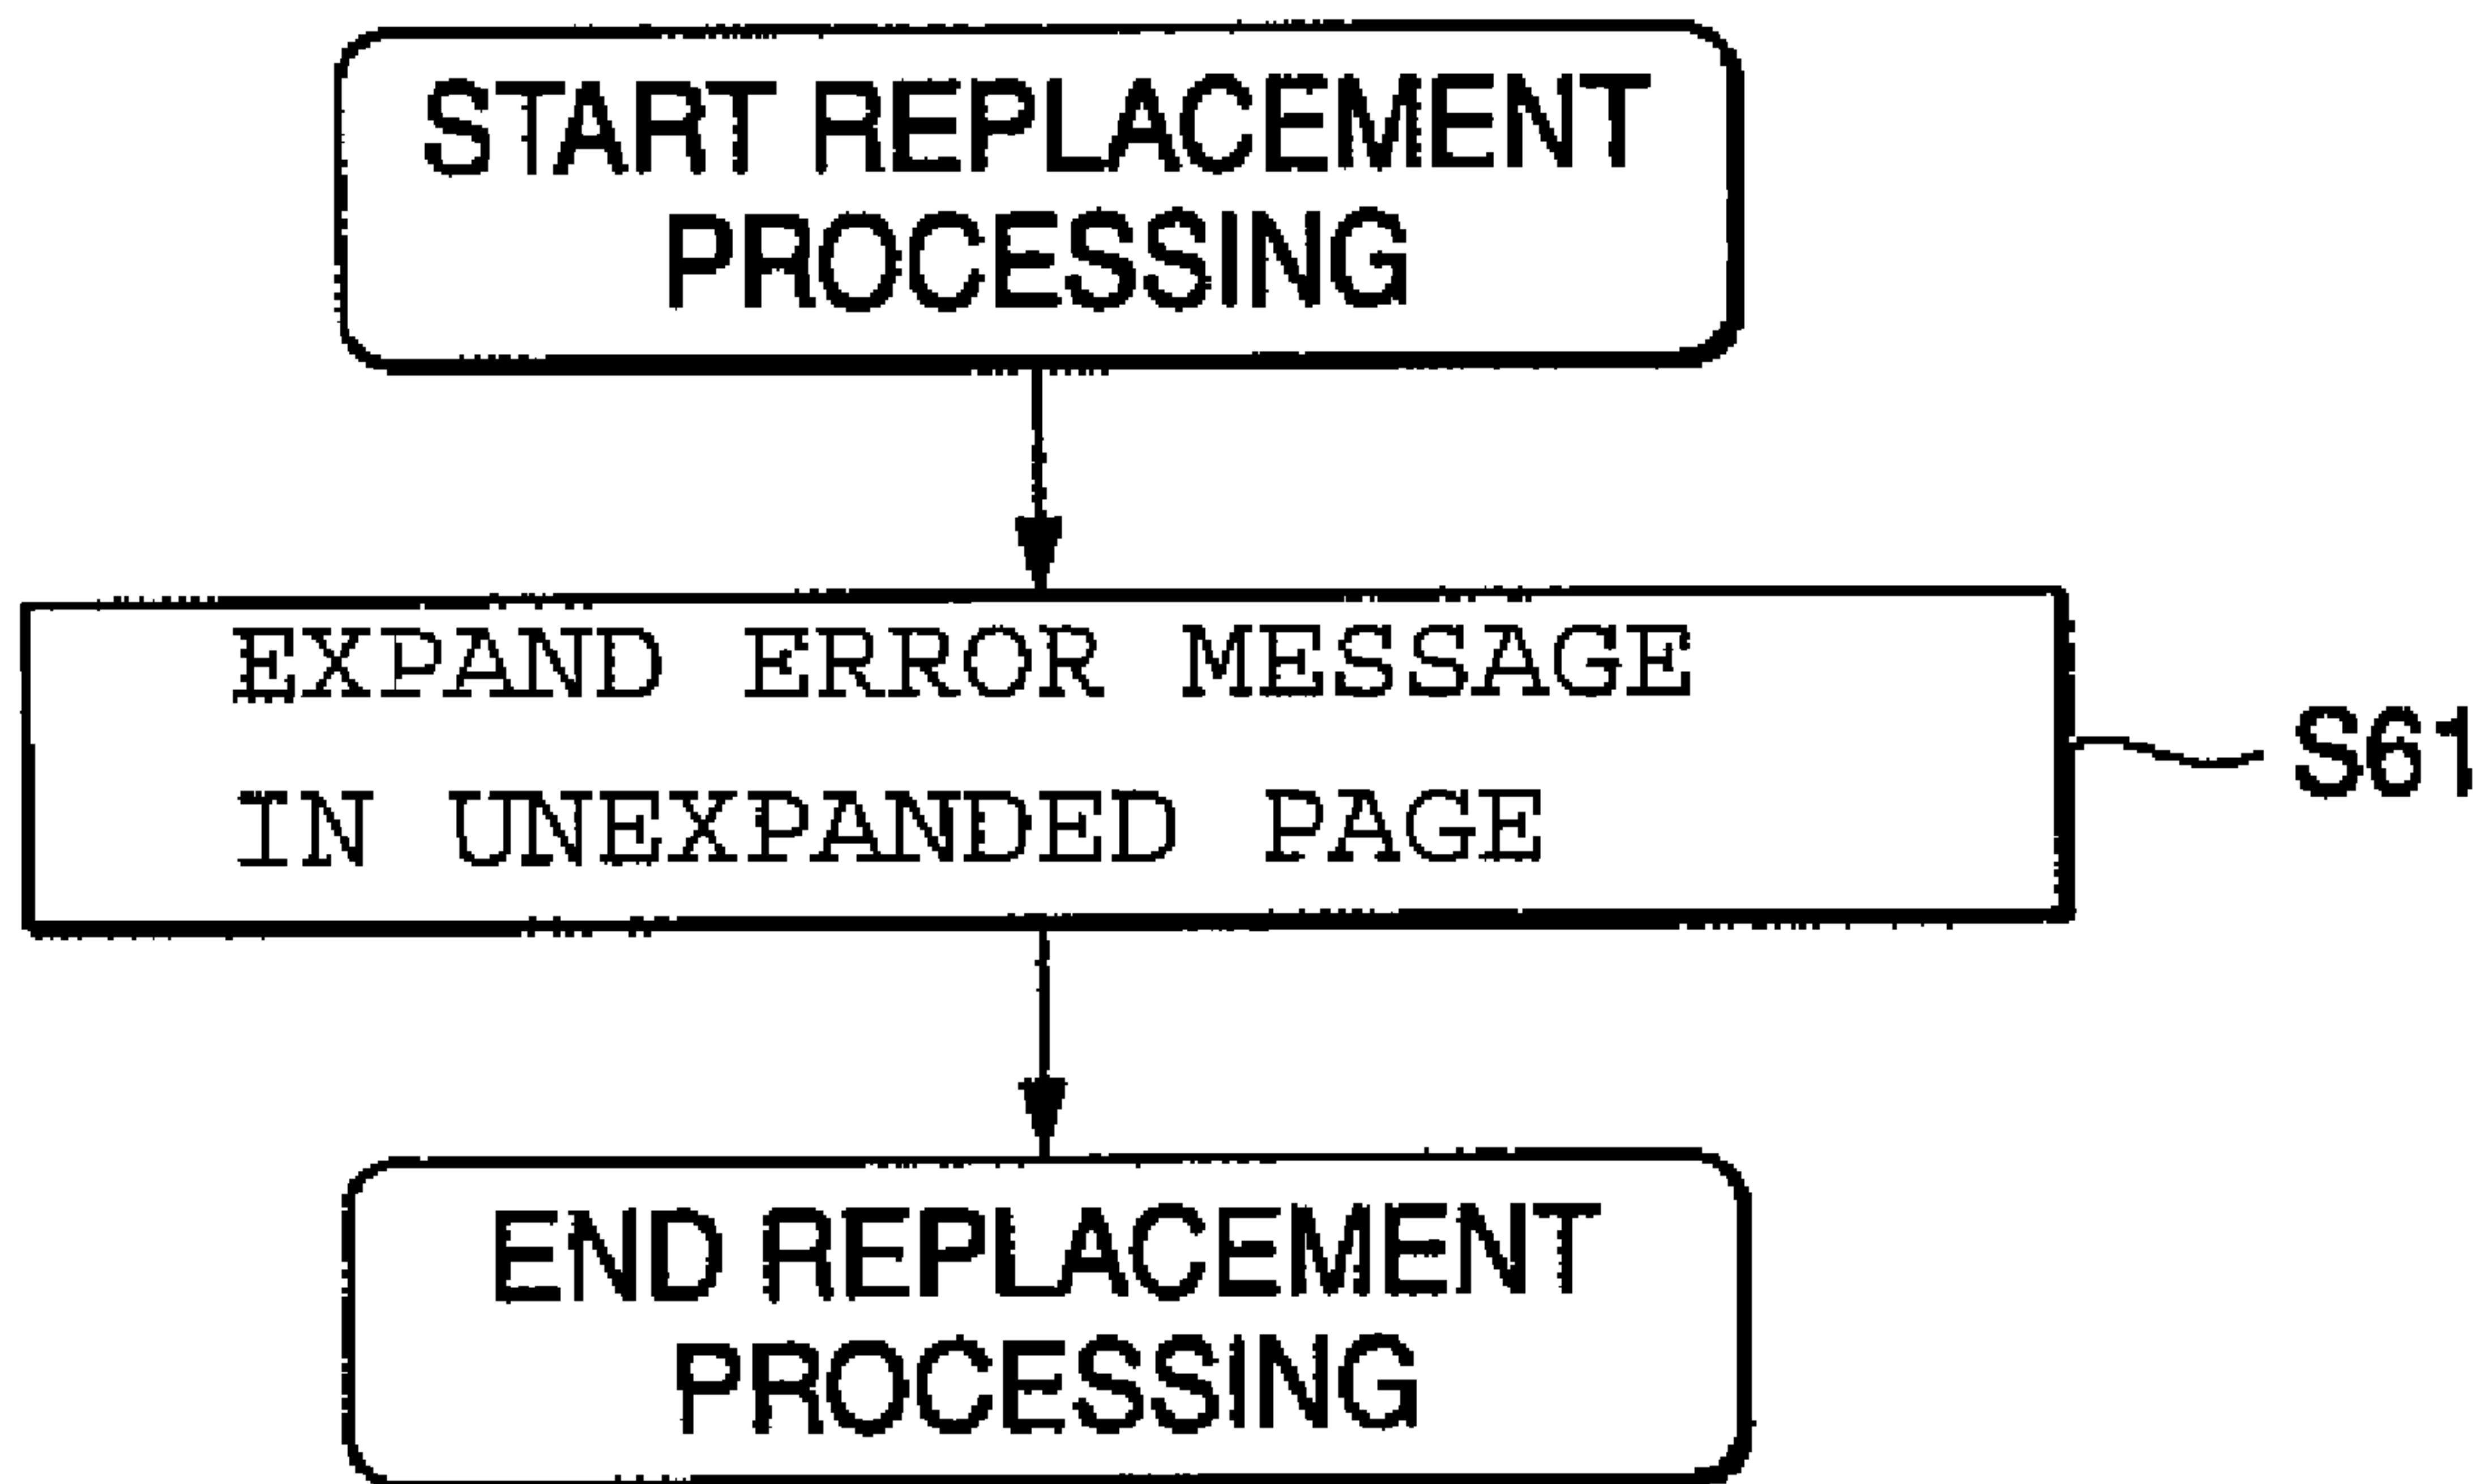 START REPLACEMENT
PROCESSING
EXPAND ERROR MESSAGE
IN UNEXPANDED PAGE
S61
END REPLACEMENT
PROCESSING